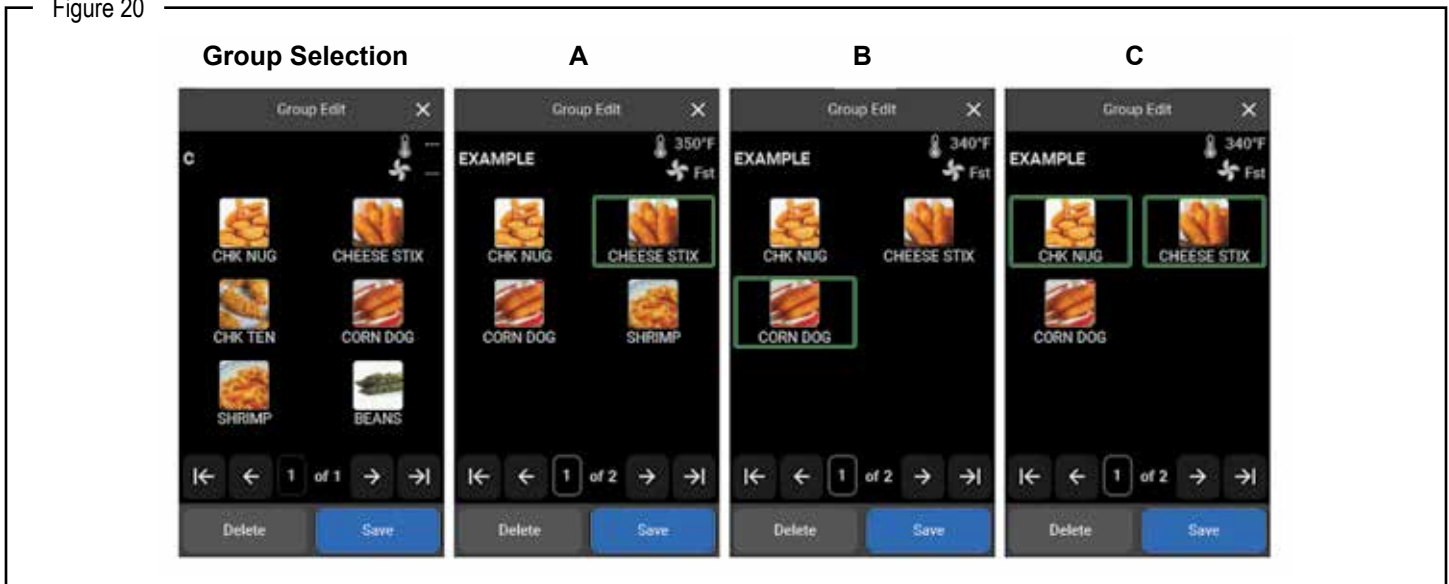 Figure 20
Group Selection A B C
Group Edit ×
C --
--
CHK NUG CHEESE STIX
CHK TEN CORN DOG
SHRIMP BEANS
|← ← 1 of 1 → →|
Delete Save
Group Edit ×
EXAMPLE 350°F
Fst
CHK NUG CHEESE STIX
CORN DOG SHRIMP
|← ← 1 of 2 → →|
Delete Save
Group Edit ×
EXAMPLE 340°F
Fst
CHK NUG CHEESE STIX
CORN DOG
|← ← 1 of 2 → →|
Delete Save
Group Edit ×
EXAMPLE 340°F
Fst
CHK NUG CHEESE STIX
CORN DOG
|← ← 1 of 2 → →|
Delete Save